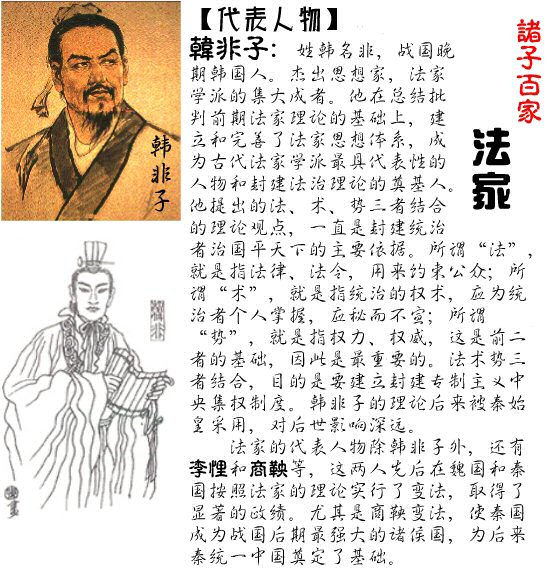 【代表人物】
韓非子：姓韩名非，战国晚
期韩国人。杰出思想家，法家
学派的集大成者。他在总结批
判前期法家理论的基础上，建
立和完善了法家思想体系，成
为古代法家学派最具代表性的
人物和封建法治理论的奠基人。
他提出的法、术、势三者结合
的理论观点，一直是封建统治
者治国平天下的主要依据。所谓“法”，
就是指法律、法令，用来约束公众；所
谓“术”，就是指统治的权术，应为统
治者个人掌握，应秘而不宣；所谓
“势”，就是指权力、权威，这是前二
者的基础，因此是最重要的。法术势三
者结合，目的是要建立封建专制主义中
央集权制度。韩非子的理论后来被秦始
皇采用，对后世影响深远。
法家的代表人物除韩非子外，还有
李悝和商鞅等，这两人先后在魏国和秦
国按照法家的理论实行了变法，取得了
显著的政绩。尤其是商鞅变法，使秦国
成为战国后期最强大的诸侯国，为后来
秦统一中国奠定了基础。
諸子百家
法家
韩非子